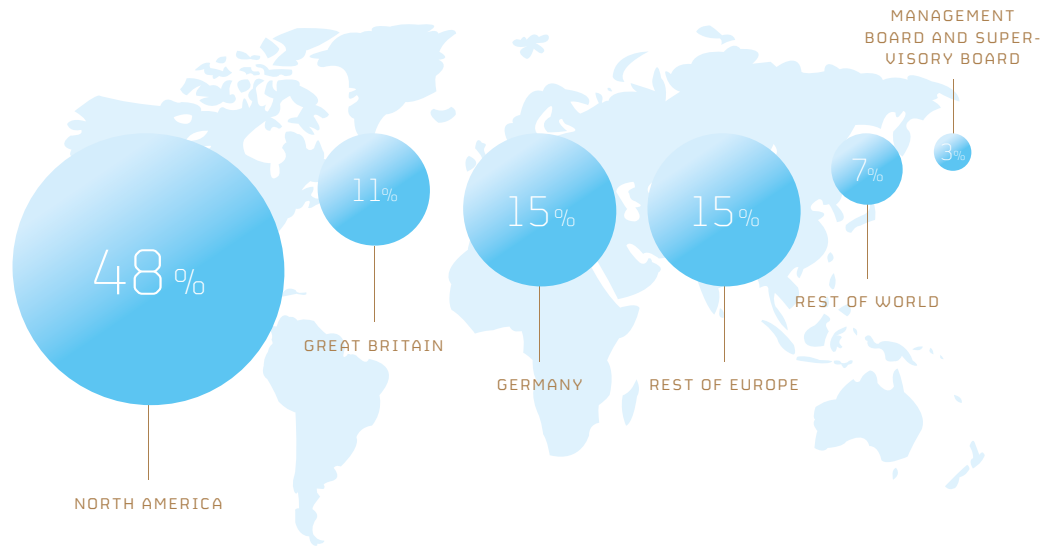 MANAGEMENT
BOARD AND SUPER-
VISORY BOARD
48 %
11%
15 %
15 %
7%
3%
NORTH AMERICA
GREAT BRITAIN
GERMANY
REST OF EUROPE
REST OF WORLD